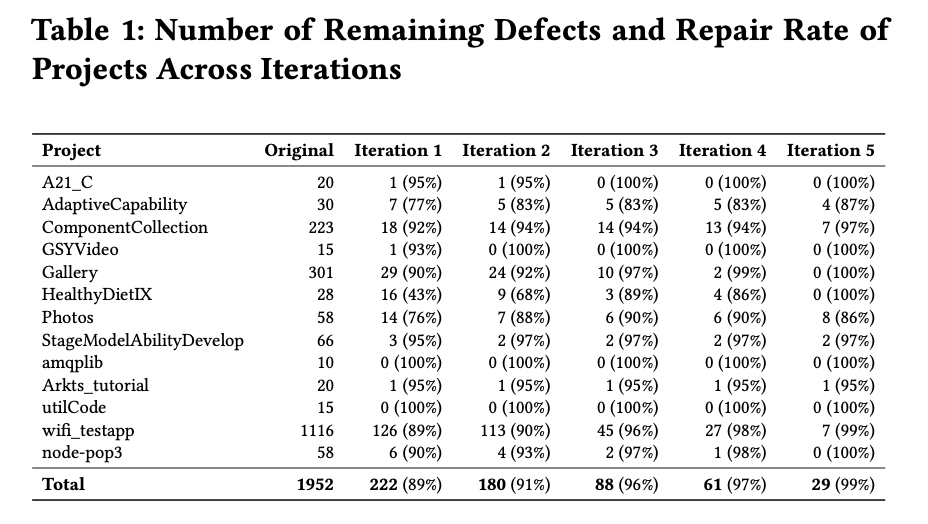 Table 1: Number of Remaining Defects and Repair Rate of
Projects Across Iterations
Project Original Iteration 1 Iteration 2 Iteration 3 Iteration 4 Iteration 5
A21_C 20 1 (95%) 1 (95%) 0 (100%) 0 (100%) 0 (100%)
AdaptiveCapability 30 7 (77%) 5 (83%) 5 (83%) 5 (83%) 4 (87%)
ComponentCollection 223 18 (92%) 14 (94%) 14 (94%) 13 (94%) 7 (97%)
GSYVideo 15 1 (93%) 0 (100%) 0 (100%) 0 (100%) 0 (100%)
Gallery 301 29 (90%) 24 (92%) 10 (97%) 2 (99%) 0 (100%)
HealthyDietIX 28 16 (43%) 9 (68%) 3 (89%) 4 (86%) 0 (100%)
Photos 58 14 (76%) 7 (88%) 6 (90%) 6 (90%) 8 (86%)
StageModelAbilityDevelop 66 3 (95%) 2 (97%) 2 (97%) 2 (97%) 2 (97%)
amqplib 10 0 (100%) 0 (100%) 0 (100%) 0 (100%) 0 (100%)
Arkts_tutorial 20 1 (95%) 1 (95%) 1 (95%) 1 (95%) 1 (95%)
utilCode 15 0 (100%) 0 (100%) 0 (100%) 0 (100%) 0 (100%)
wifi_testapp 1116 126 (89%) 113 (90%) 45 (96%) 27 (98%) 7 (99%)
node-pop3 58 6 (90%) 4 (93%) 2 (97%) 1 (98%) 0 (100%)
Total 1952 222 (89%) 180 (91%) 88 (96%) 61 (97%) 29 (99%)